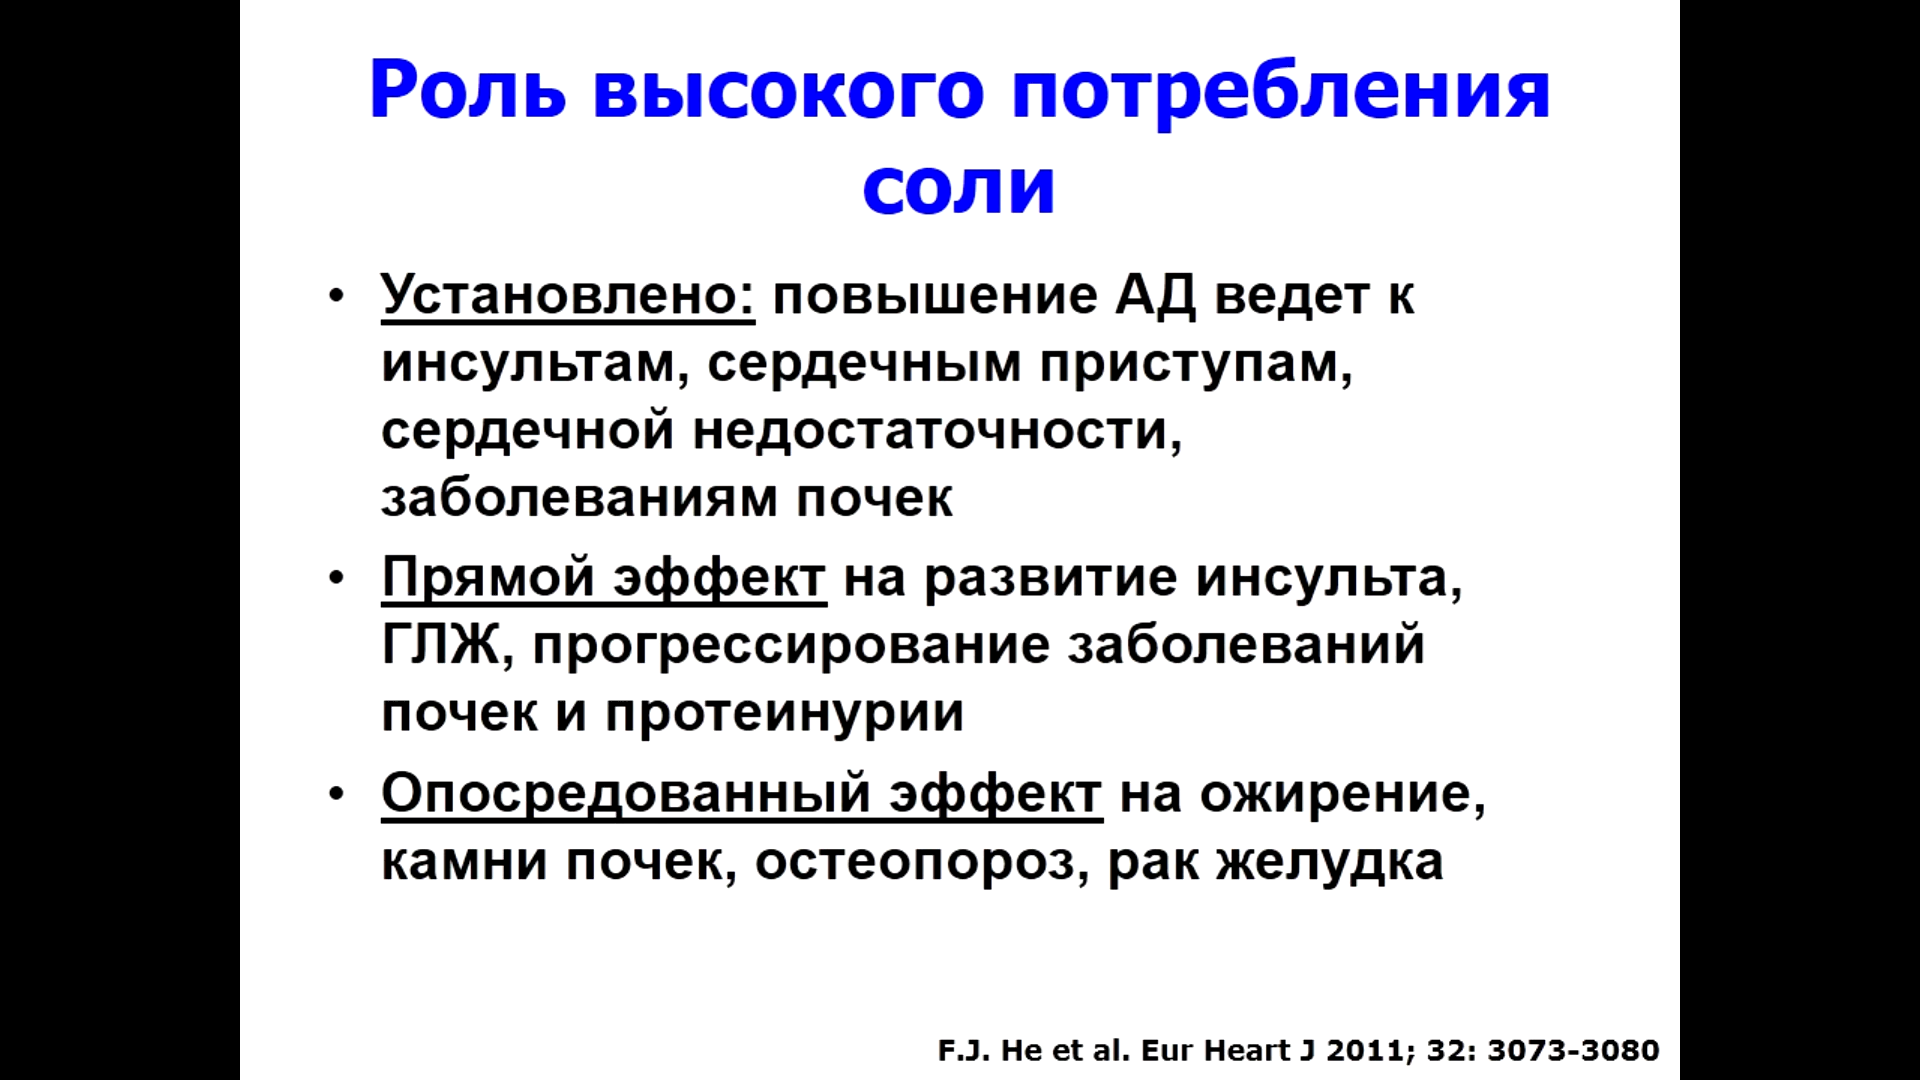 Роль высокого потребления
соли
• Установлено: повышение АД ведет к
инсультам, сердечным приступам,
сердечной недостаточности,
заболеваниям почек
• Прямой эффект на развитие инсульта,
ГЛЖ, прогрессирование заболеваний
почек и протеинурии
• Опосредованный эффект на ожирение,
камни почек, остеопороз, рак желудка
F.J. He et al. Eur Heart J 2011; 32: 3073-3080